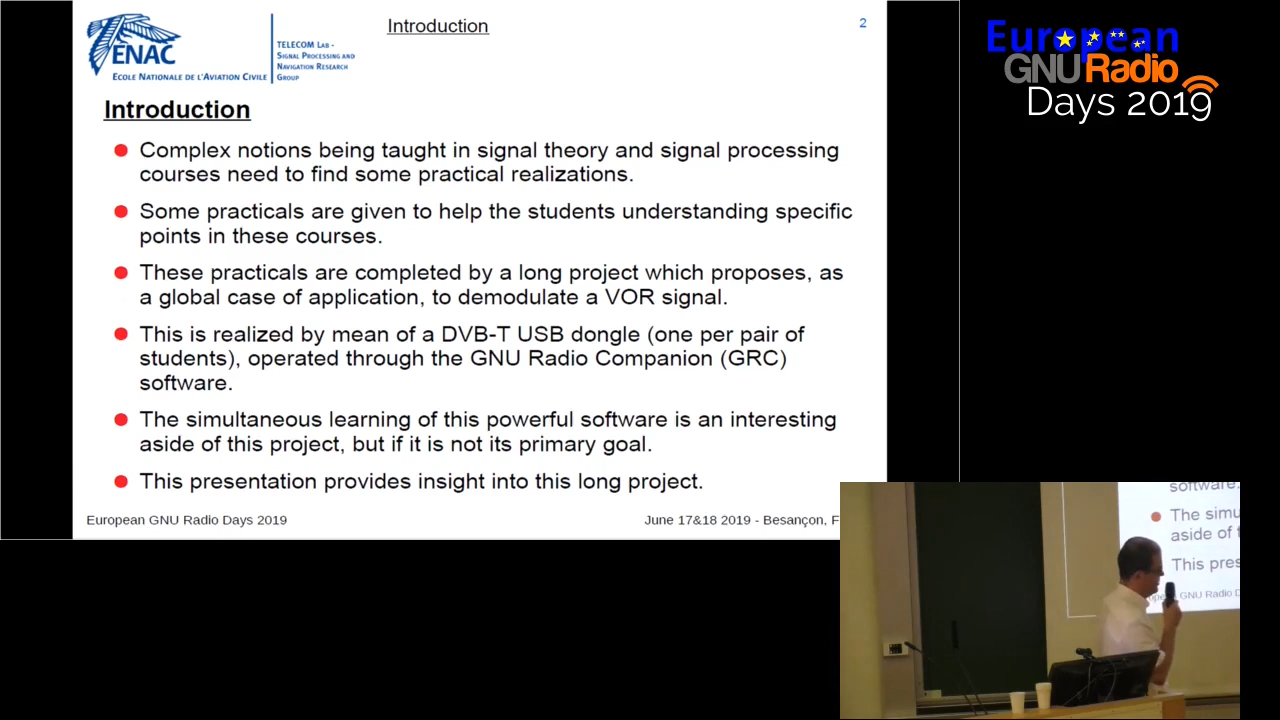 ENAC
ECOLE NATIONALE DE L'AVIATION CIVILE
TELECOM LAB -
SIGNAL PROCESSING AND
NAVIGATION RESEARCH
GROUP
Introduction
2
European
GNURadio
Days 2019
Introduction
Complex notions being taught in signal theory and signal processing
courses need to find some practical realizations.
Some practicals are given to help the students understanding specific
points in these courses.
These practicals are completed by a long project which proposes, as
a global case of application, to demodulate a VOR signal.
This is realized by mean of a DVB-T USB dongle (one per pair of
students), operated through the GNU Radio Companion (GRC)
software.
The simultaneous learning of this powerful software is an interesting
aside of this project, but if it is not its primary goal.
This presentation provides insight into this long project.
European GNU Radio Days 2019
June 17&18 2019 - Besançon, F
software.
The simu
aside of
This pres
GNU Radio D